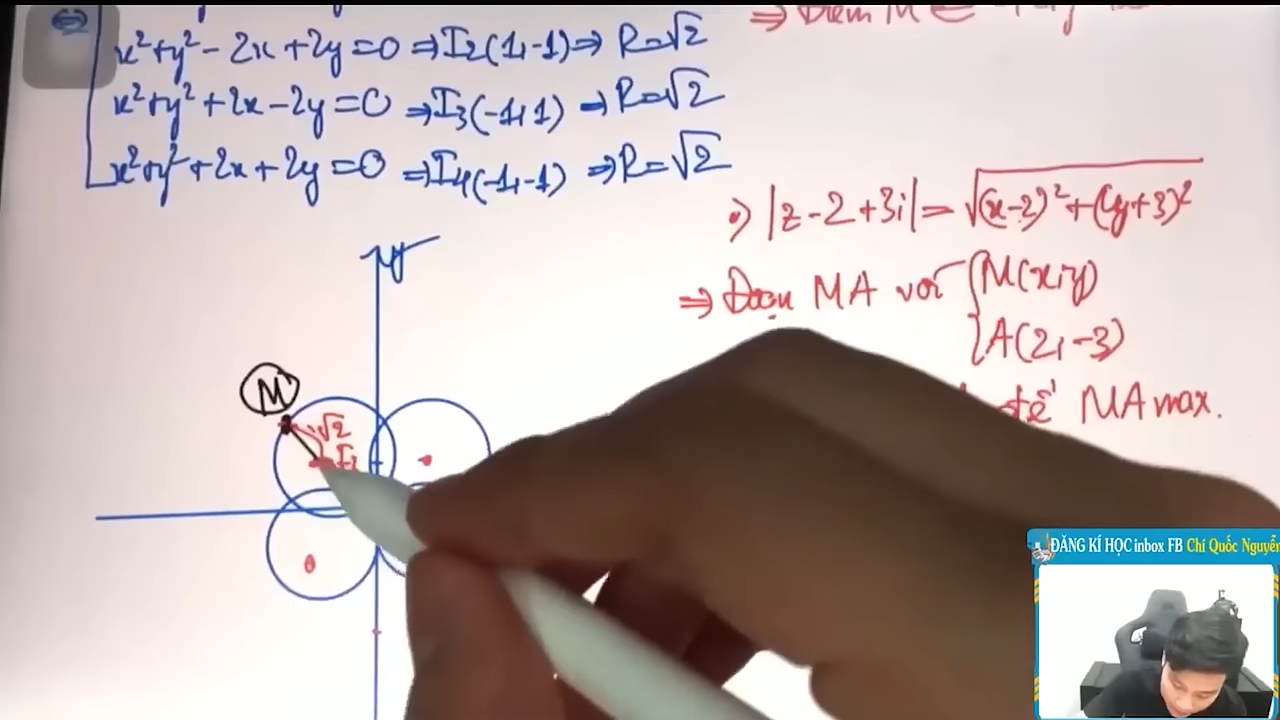 x²+y²-2x+2y=0 ⇒ I₂(1,-1) ⇒ R=√2
x²+y²+2x-2y=0 ⇒ I₃(-1,1) ⇒ R=√2
x²+y²+2x+2y=0 ⇒ I₄(-1,-1) ⇒ R=√2
⇒ Điểm M ∈
•) |z-2+3i| = √(x-2)²+(y+3)²
⇒ Đoạn MA với { M(x,y)
A(2,-3)
để MA max.
y
M
√2
I₃
ĐĂNG KÍ HỌC inbox FB Chí Quốc Nguyễn